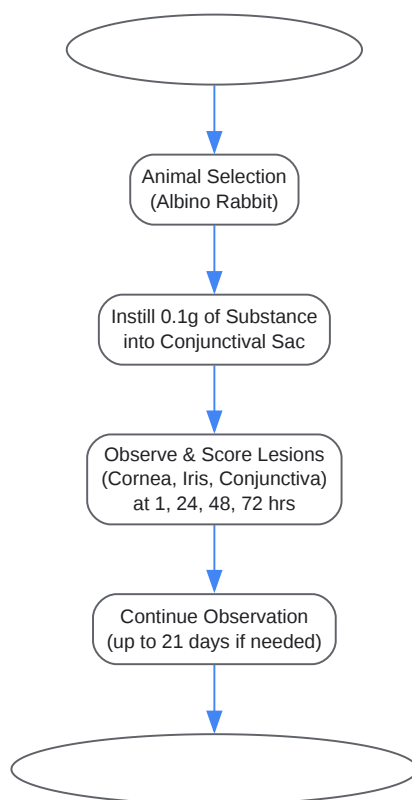 Animal Selection
(Albino Rabbit)
Instill 0.1g of Substance
into Conjunctival Sac
Observe & Score Lesions
(Cornea, Iris, Conjunctiva)
at 1, 24, 48, 72 hrs
Continue Observation
(up to 21 days if needed)